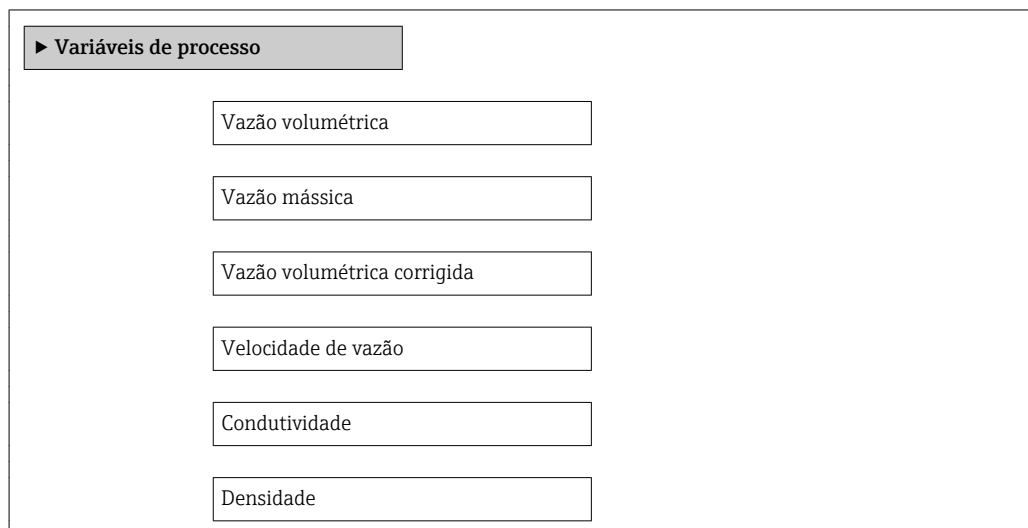 ▶ Variáveis de processo
Vazão volumétrica
Vazão mássica
Vazão volumétrica corrigida
Velocidade de vazão
Condutividade
Densidade